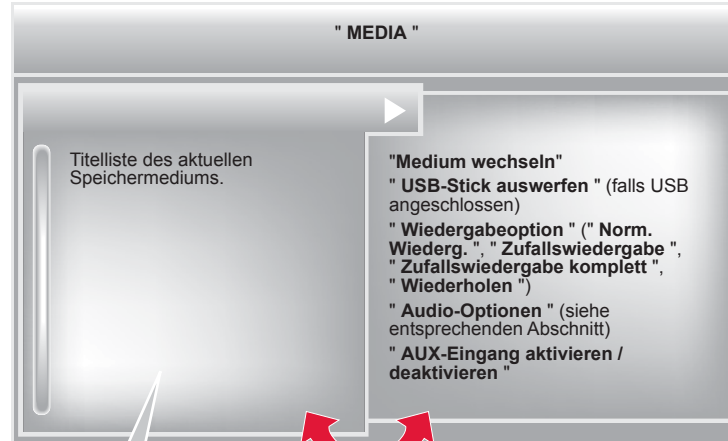 " MEDIA "
Titelliste des aktuellen
Speichermediums.
"Medium wechseln"
" USB-Stick auswerfen " (falls USB
angeschlossen)
" Wiedergabeoption " (" Norm.
Wiederg. ", " Zufallswiedergabe ",
" Zufallswiedergabe komplett ",
" Wiederholen ")
" Audio-Optionen " (siehe
entsprechenden Abschnitt)
" AUX-Eingang aktivieren /
deaktivieren "